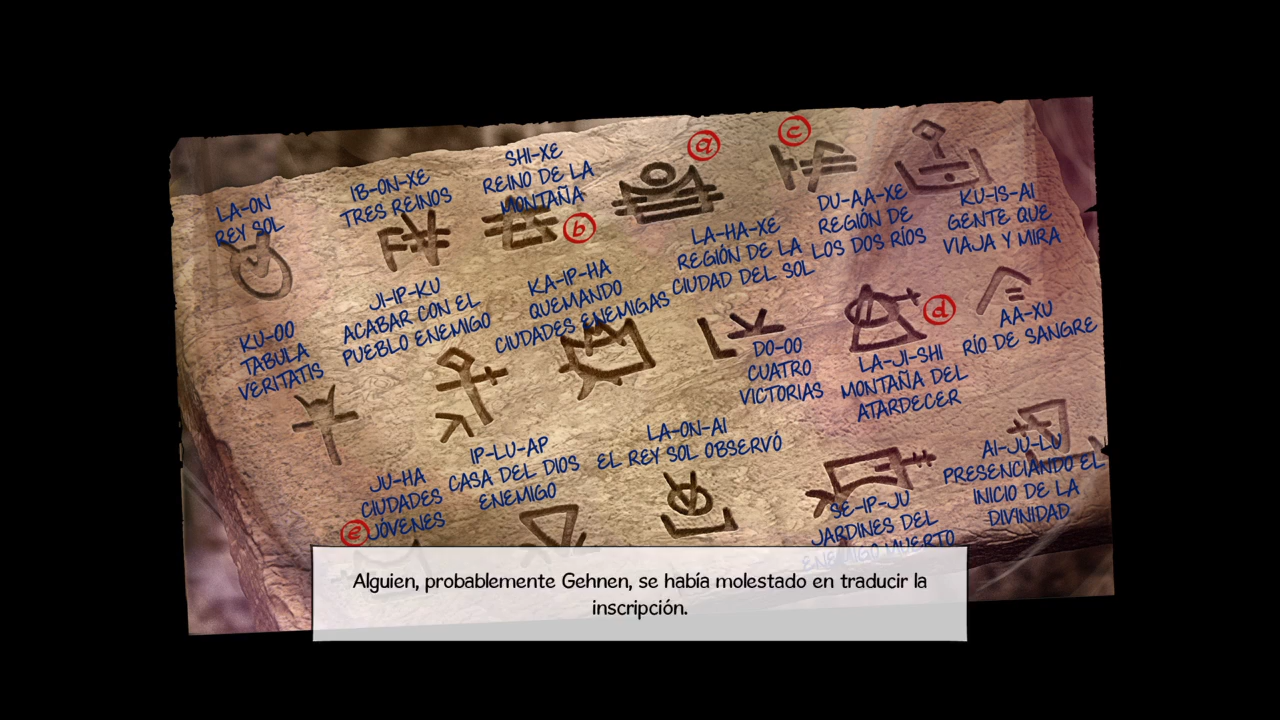 LA-ON
REY SOL
IB-ON-XE
TRES REINOS
SHI-XE
REINO DE LA
MONTAÑA
a
b
c
LA-HA-XE
REGIÓN DE LA
CIUDAD DEL SOL
DU-AA-XE
REGIÓN DE
LOS DOS RÍOS
KU-IS-AI
GENTE QUE
VIAJA Y MIRA
KU-OO
TABULA
VERITATIS
JI-IP-KU
ACABAR CON EL
PUEBLO ENEMIGO
KA-IP-HA
QUEMANDO
CIUDADES ENEMIGAS
DO-OO
CUATRO
VICTORIAS
d
LA-JI-SHI
MONTAÑA DEL
ATARDECER
AA-XU
RÍO DE SANGRE
e
JU-HA
CIUDADES
JÓVENES
IP-LU-AP
CASA DEL DIOS
ENEMIGO
LA-ON-AI
EL REY SOL OBSERVÓ
SE-IP-JU
JARDINES DEL
ENEMIGO MUERTO
AI-JU-LU
PRESENCIANDO EL
INICIO DE LA
DIVINIDAD
Alguien, probablemente Gehnen, se había molestado en traducir la
inscripción.